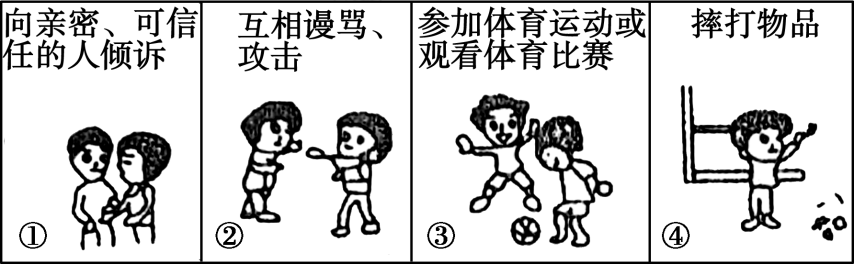 向亲密、可信
任的人倾诉
①
互相谩骂、
攻击
②
参加体育运动或
观看体育比赛
③
摔打物品
④